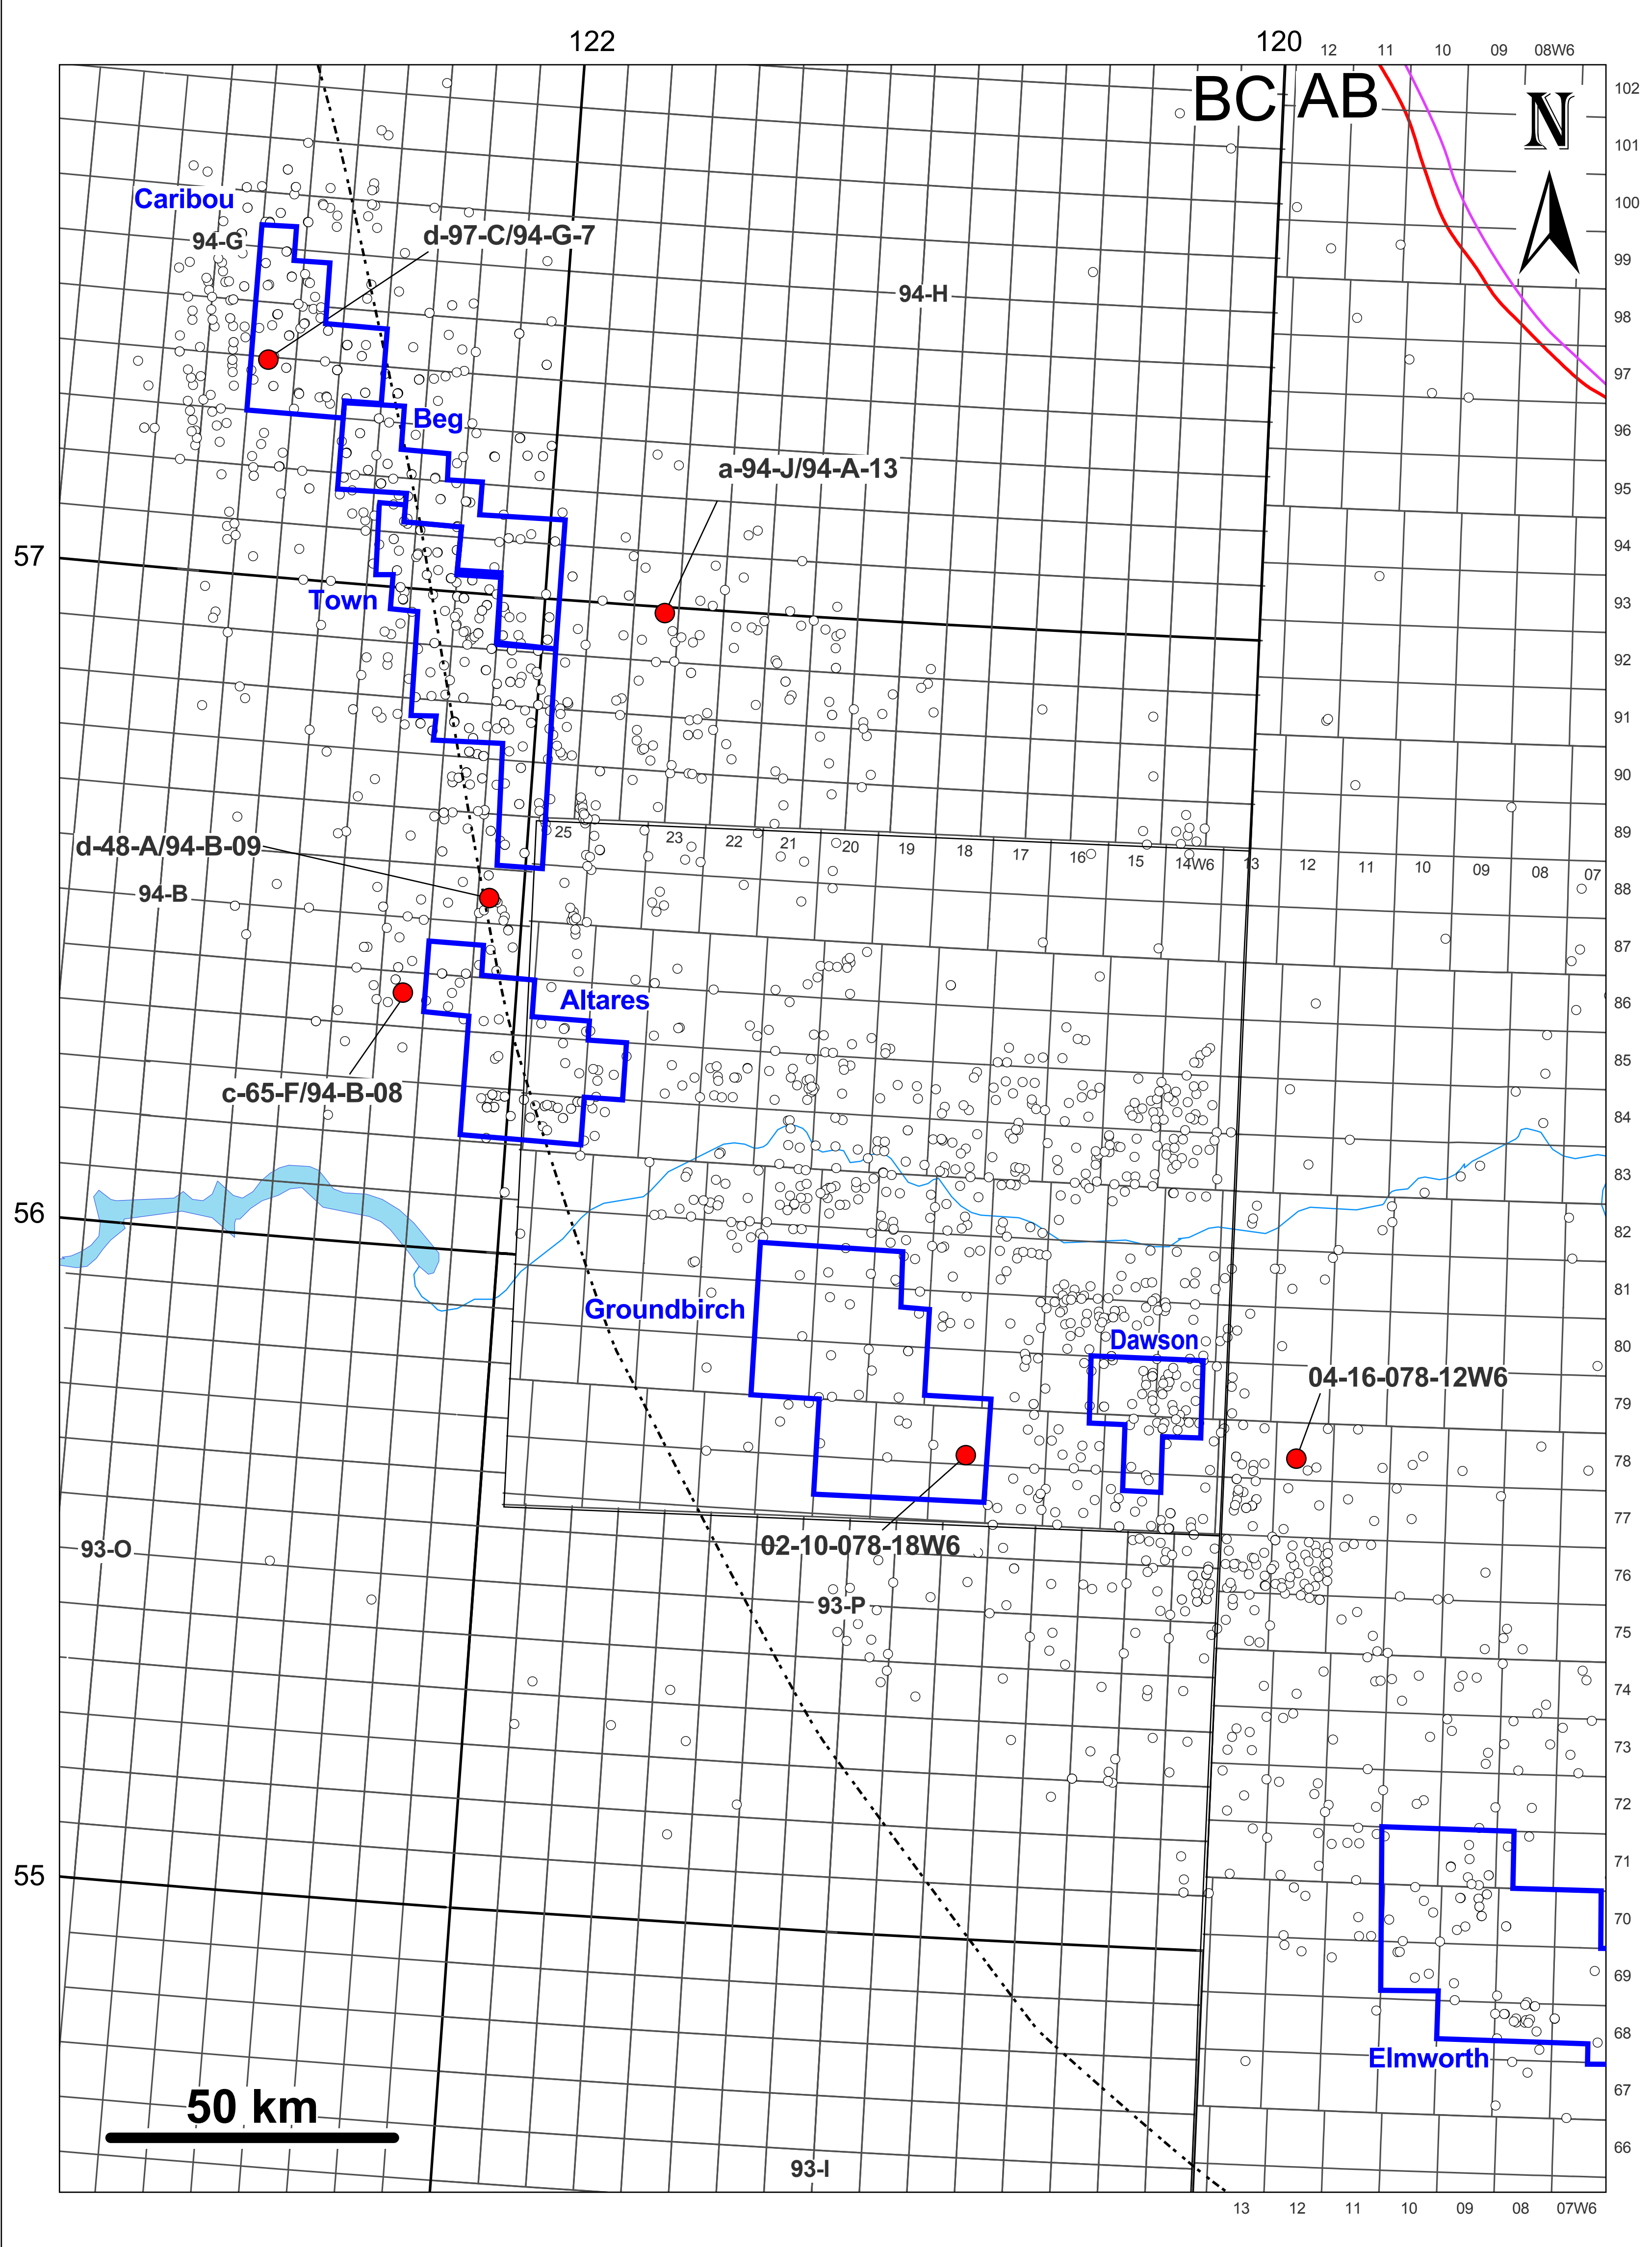 122
120
12 11 10 09 08W6
BC AB
N
102
101
100
99
98
97
96
95
94
93
92
91
90
89
88
87
86
85
84
83
82
81
80
79
78
77
76
75
74
73
72
71
70
69
68
67
66
Caribou
94-G
d-97-C/94-G-7
94-H
Beg
a-94-J/94-A-13
57
Town
25 23 22 21 20 19 18 17 16 15 14W6 13 12 11 10 09 08 07
d-48-A/94-B-09
94-B
Altares
c-65-F/94-B-08
56
Groundbirch
Dawson
04-16-078-12W6
02-10-078-18W6
93-O
93-P
55
Elmworth
50 km
93-I
13 12 11 10 09 08 07W6